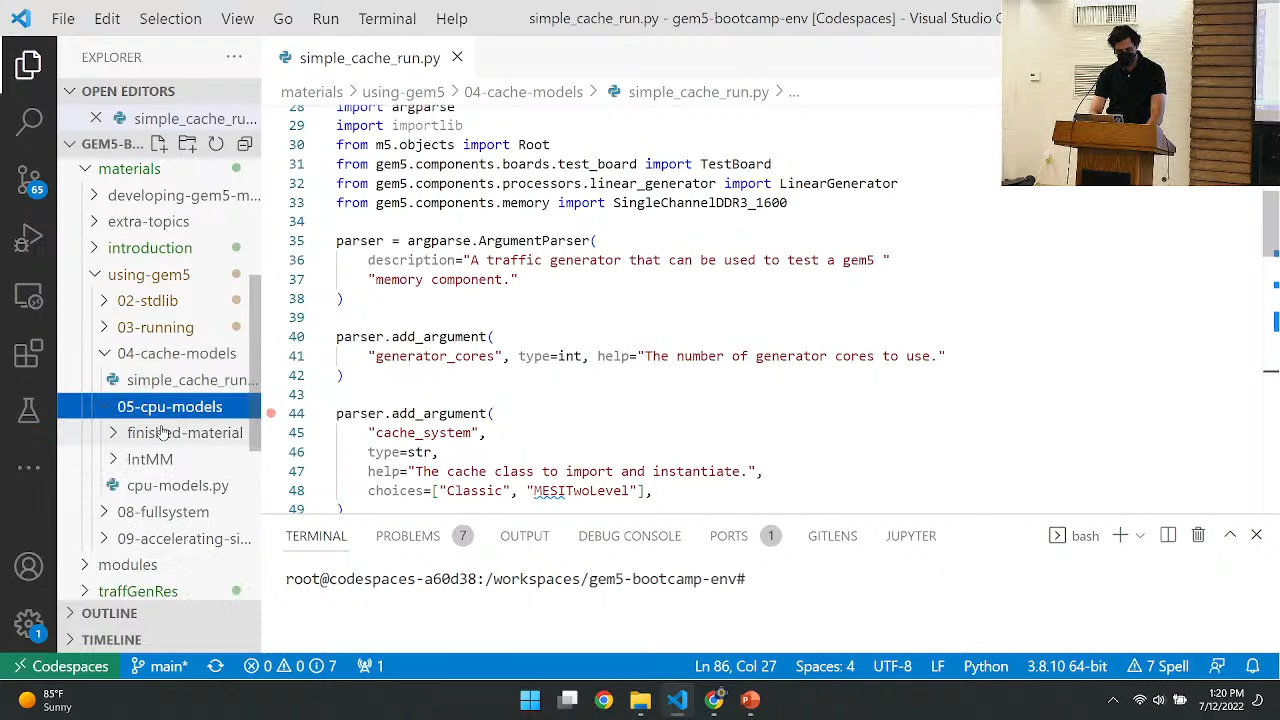 File Edit Selection View Go Run Terminal Help simple_cache_run.py - gem5-bootcamp-env [Codespaces] - Visual Studio C
EXPLORER
OPEN EDITORS
simple_cache_ru...
GEM5-B...
materials
developing-gem5-m...
extra-topics
introduction
using-gem5
02-stdlib
03-running
04-cache-models
simple_cache_run...
05-cpu-models
finished-material
IntMM
cpu-models.py
08-fullsystem
09-accelerating-si...
modules
traffGenRes
OUTLINE
TIMELINE
65
1
simple_cache_run.py
materials > using-gem5 > 04-cache-models > simple_cache_run.py > ...
28 import argparse
29 import importlib
30 from m5.objects import Root
31 from gem5.components.boards.test_board import TestBoard
32 from gem5.components.processors.linear_generator import LinearGenerator
33 from gem5.components.memory import SingleChannelDDR3_1600
34
35 parser = argparse.ArgumentParser(
36 description="A traffic generator that can be used to test a gem5 "
37 "memory component."
38 )
39
40 parser.add_argument(
41 "generator_cores", type=int, help="The number of generator cores to use."
42 )
43
44 parser.add_argument(
45 "cache_system",
46 type=str,
47 help="The cache class to import and instantiate.",
48 choices=["Classic", "MESITwoLevel"],
49 )
TERMINAL PROBLEMS 7 OUTPUT DEBUG CONSOLE PORTS 1 GITLENS JUPYTER bash
root@codespaces-a60d38:/workspaces/gem5-bootcamp-env#
Codespaces main* 0 0 7 1 Ln 86, Col 27 Spaces: 4 UTF-8 LF Python 3.8.10 64-bit 7 Spell
85°F
Sunny
1:20 PM
7/12/2022